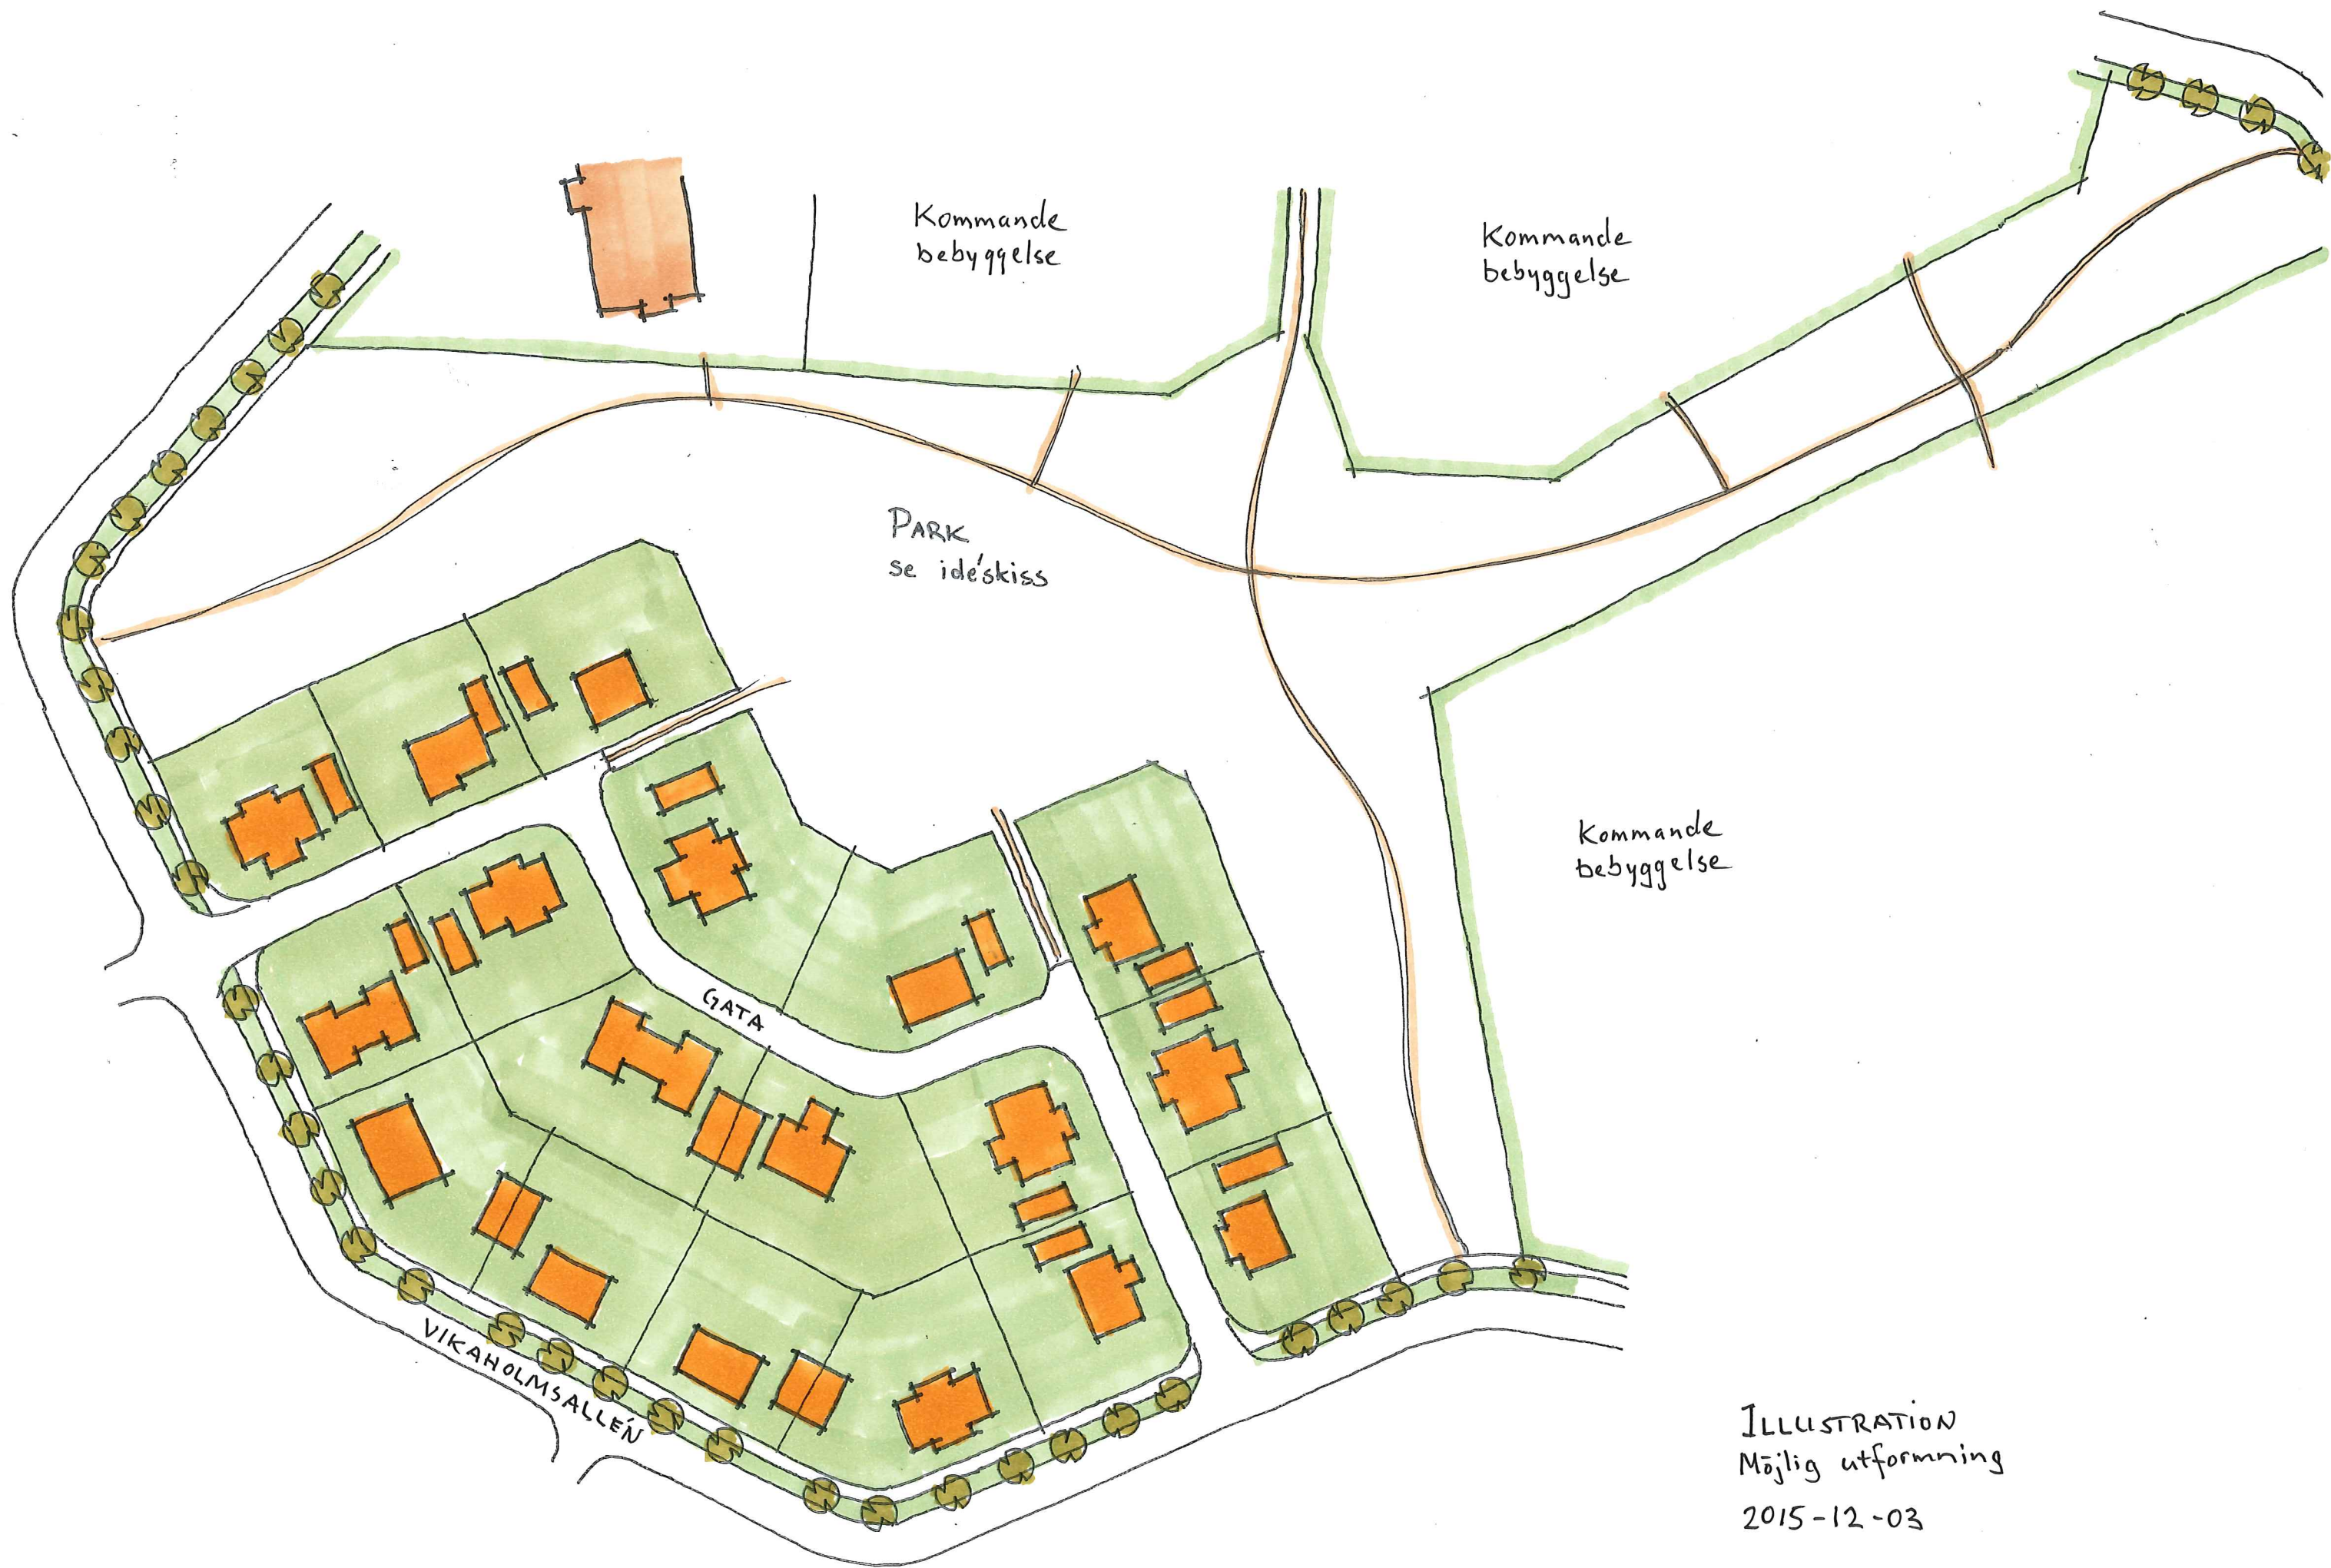 Kommande
bebyggelse
Kommande
bebyggelse
PARK
se idéskiss
Kommande
bebyggelse
GATA
VIKAHOLMSALLÉN
ILLUSTRATION
Möjlig utformning
2015-12-03